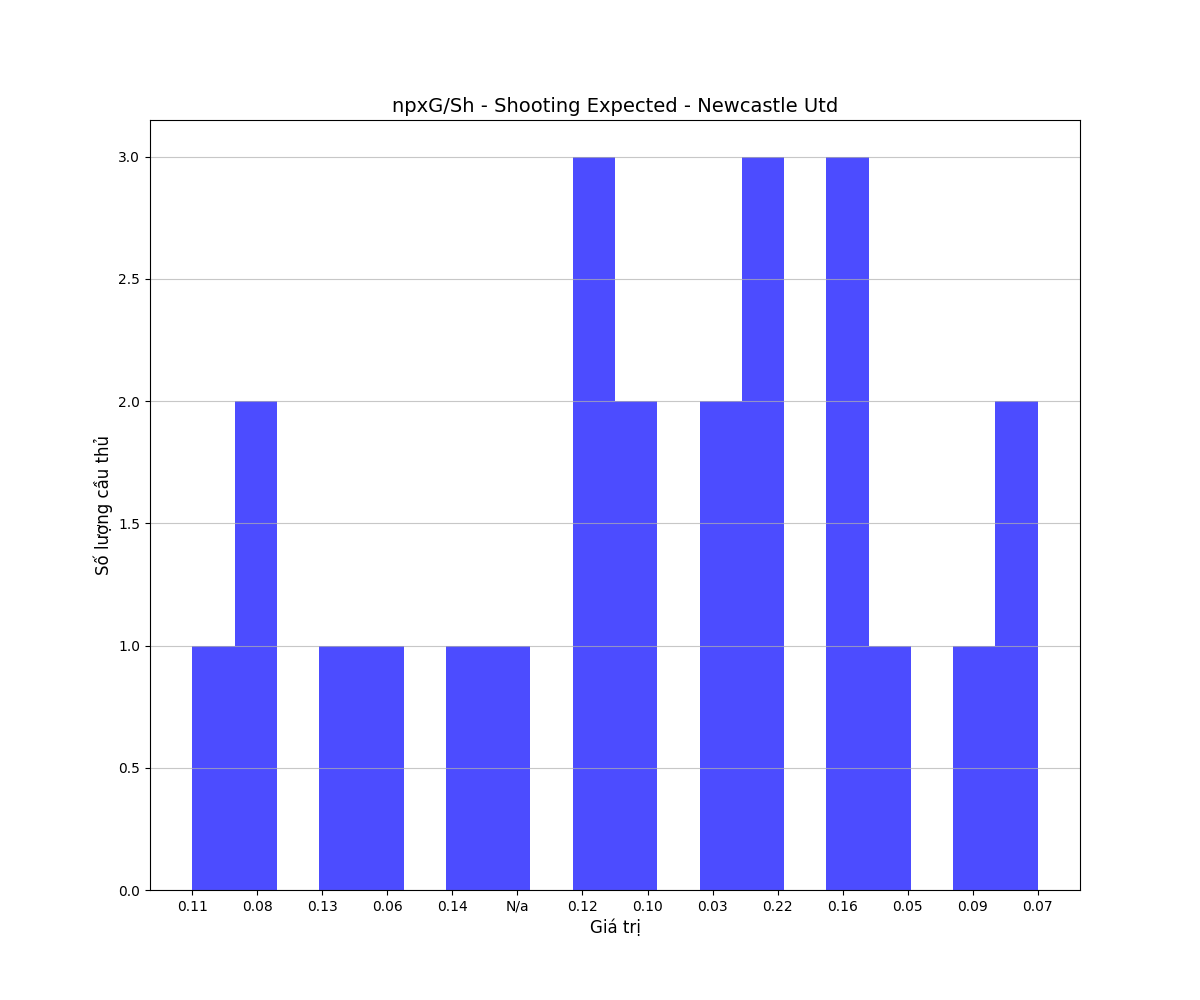 npxG/Sh - Shooting Expected - Newcastle Utd
Số lượng cầu thủ
3.0
2.5
2.0
1.5
1.0
0.5
0.0
0.11 0.08 0.13 0.06 0.14 N/a 0.12 0.10 0.03 0.22 0.16 0.05 0.09 0.07
Giá trị